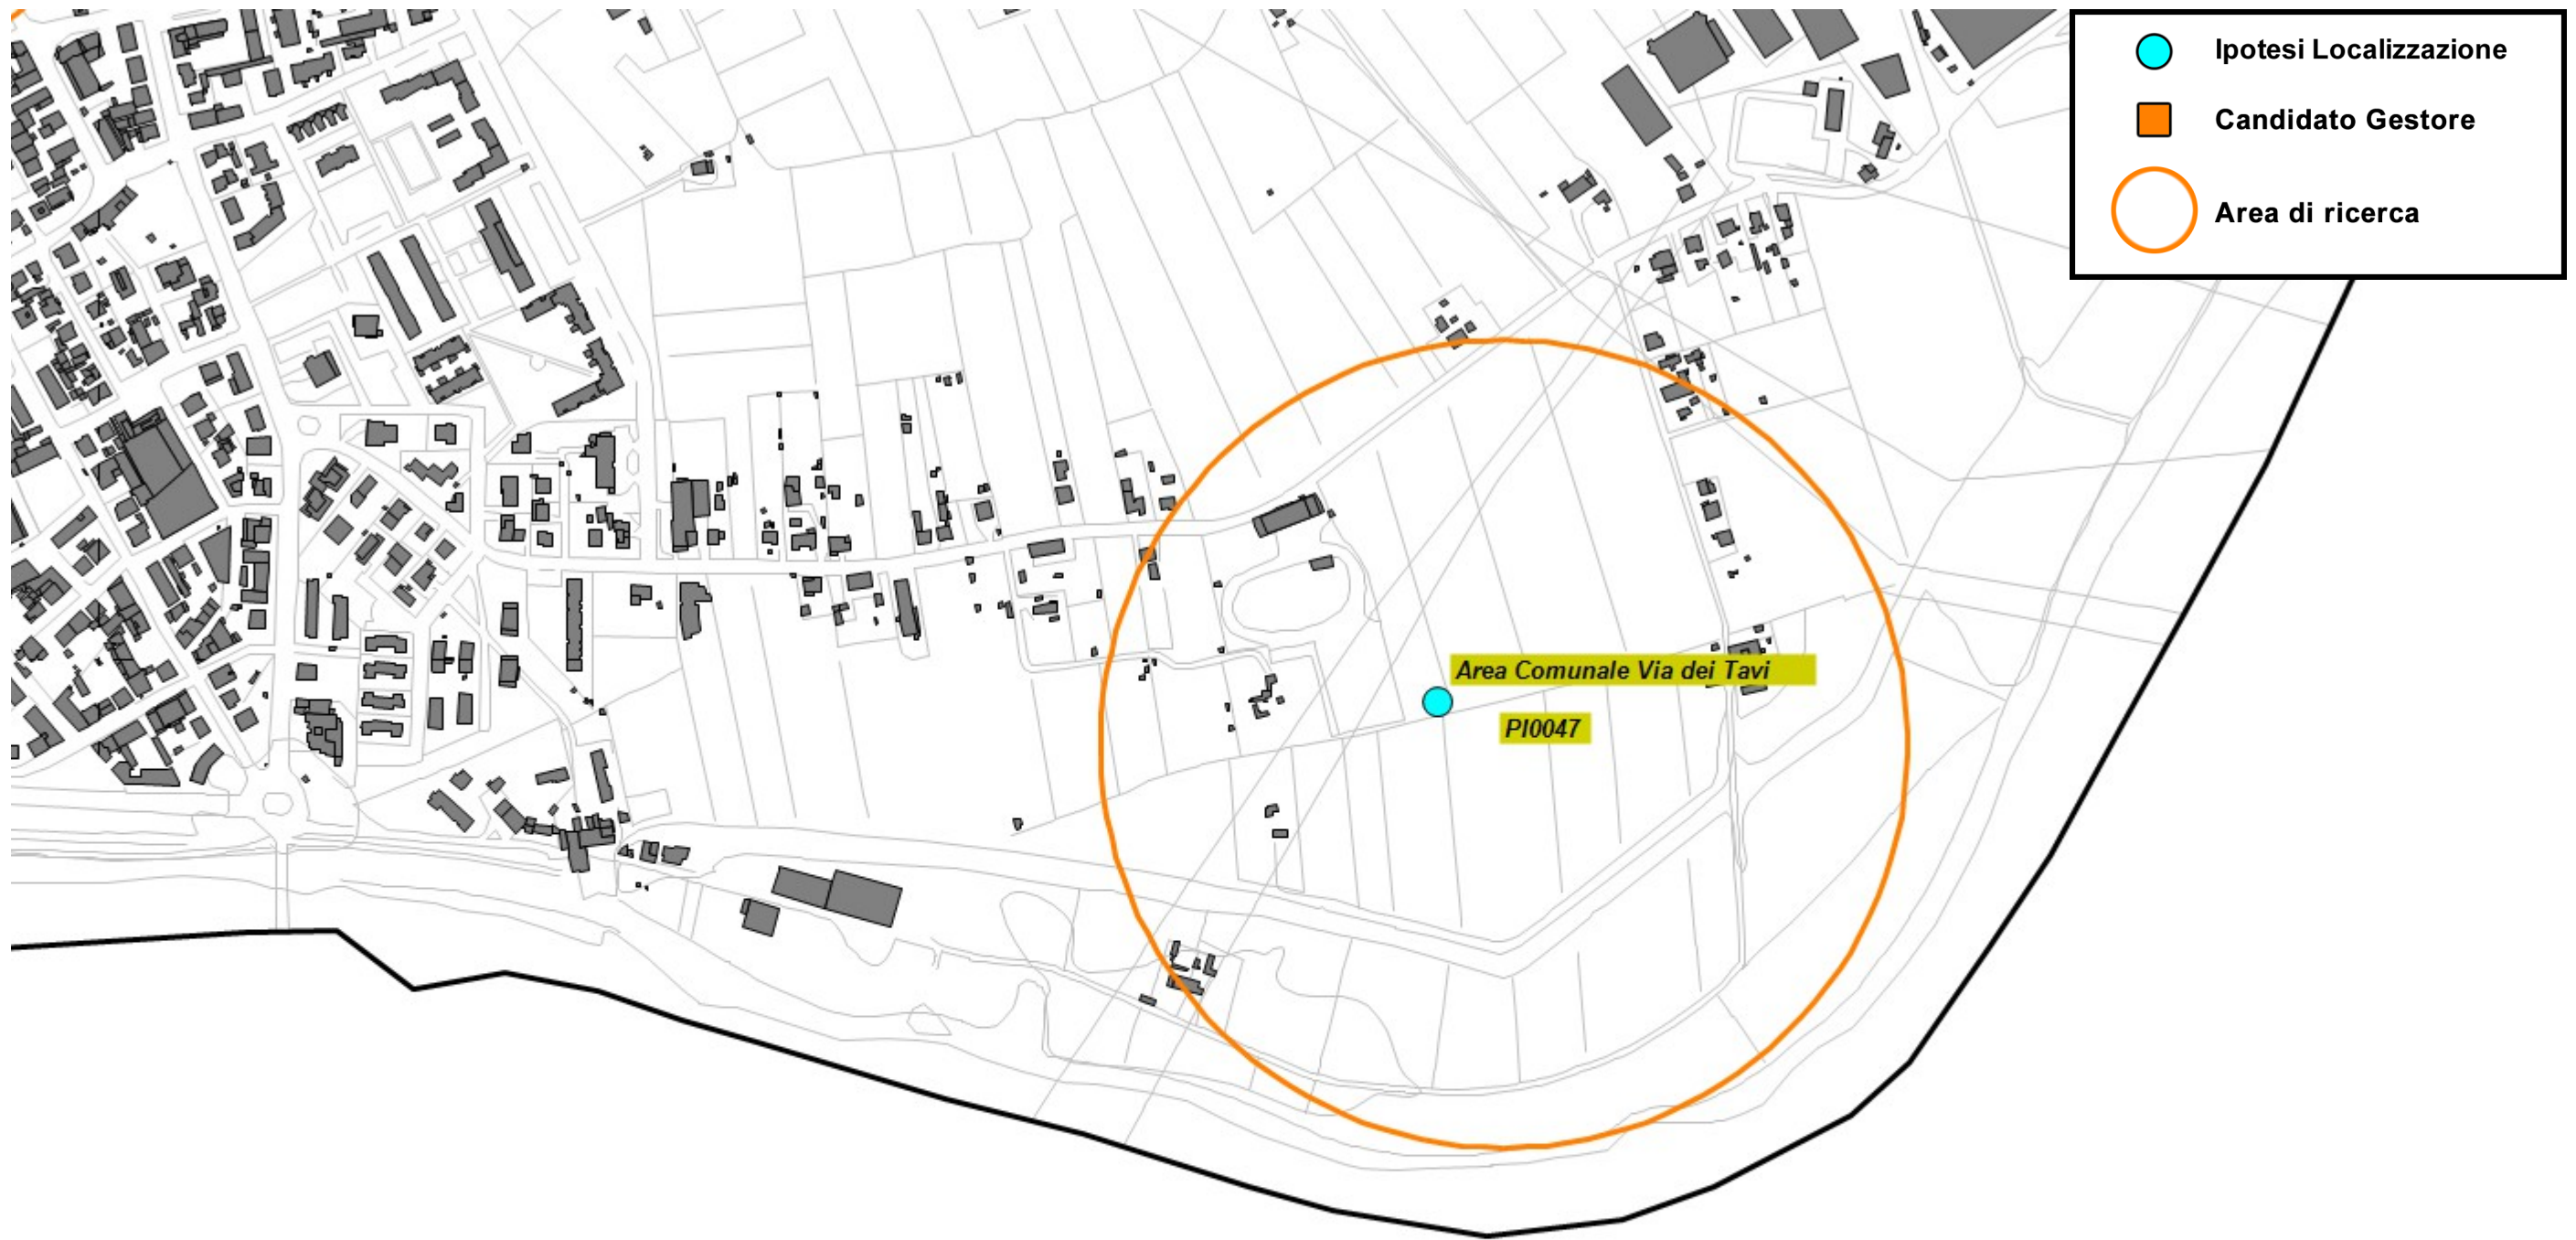 Ipotesi Localizzazione
Candidato Gestore
Area di ricerca
Area Comunale Via dei Tavi
PI0047